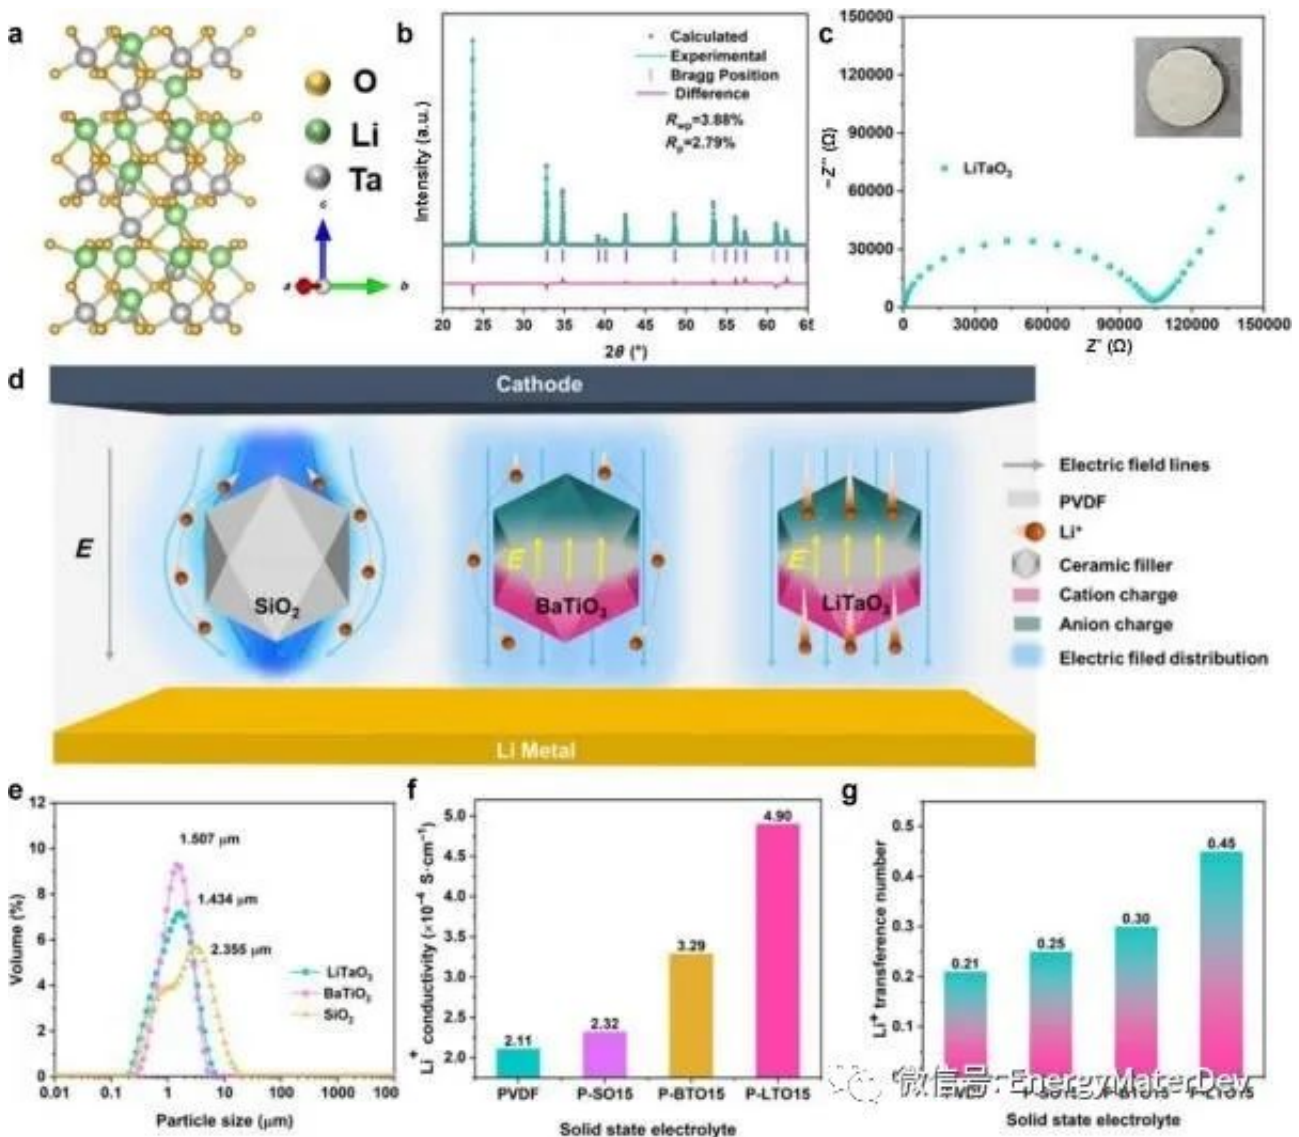 a
O
Li
Ta
c
a
b
b
Calculated
Experimental
Bragg Position
Difference
Rwp=3.88%
Rp=2.79%
Intensity (a.u.)
20 25 30 35 40 45 50 55 60 65
2θ (°)
c
150000
120000
90000
60000
30000
0
−Z'' (Ω)
LiTaO3
0 30000 60000 90000 120000 150000
d
Cathode
E
SiO2
E
BaTiO3
E
LiTaO3
Li Metal
Electric field lines
PVDF
Li+
Ceramic filler
Cation charge
Anion charge
Electric filed distribution
e
12
10
8
6
4
2
0
Volume (%)
1.507 μm
1.434 μm
2.355 μm
LiTaO3
BaTiO3
SiO2
0.01 0.1 1 10 100 1000
Particle size (μm)
f
5.0
4.5
4.0
3.5
3.0
2.5
2.0
Li+ conductivity (×10−4 S·cm−1)
2.11
2.32
3.29
4.90
PVDF P-SO15 P-BTO15 P-LTO15
Solid state electrolyte
g
0.5
0.4
0.3
0.2
0.1
Li+ transference number
0.21
0.25
0.30
0.45
Solid state electrolyte
微信号: EnergyMaterDev